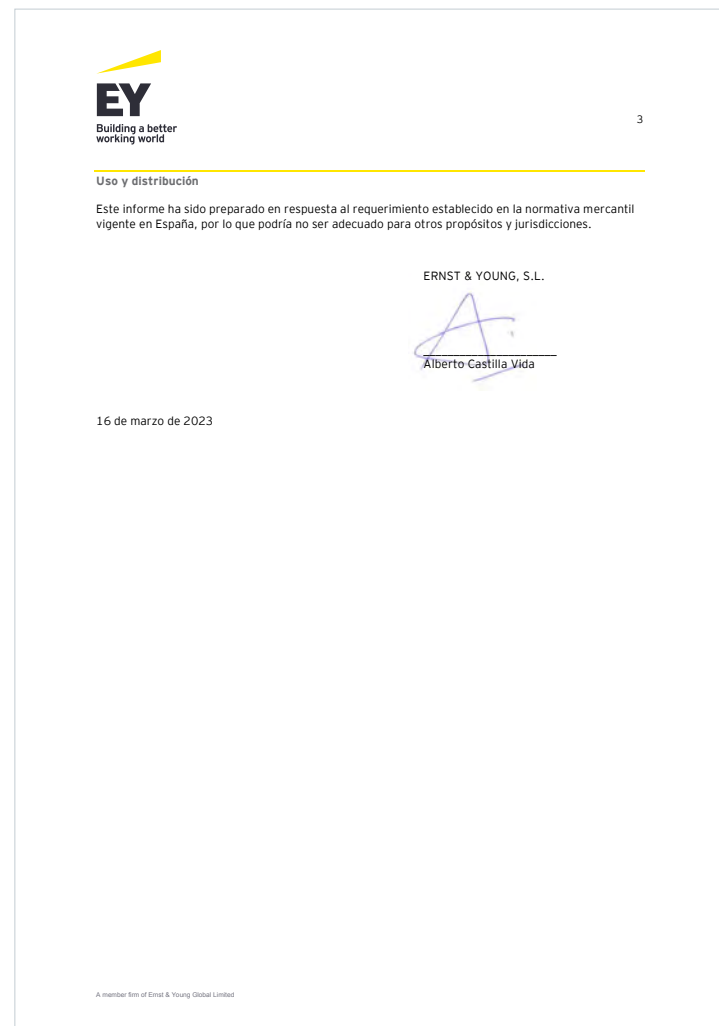 EY
Building a better
working world
3
Uso y distribución
Este informe ha sido preparado en respuesta al requerimiento establecido en la normativa mercantil
vigente en España, por lo que podría no ser adecuado para otros propósitos y jurisdicciones.
ERNST & YOUNG, S.L.
Alberto Castilla Vida
16 de marzo de 2023
A member firm of Ernst & Young Global Limited